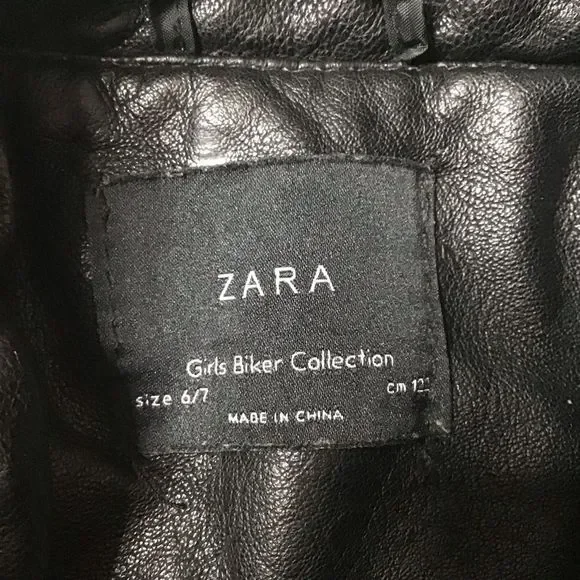 ZARA
Girls Biker Collection
size 6/7 cm
MADE IN CHINA